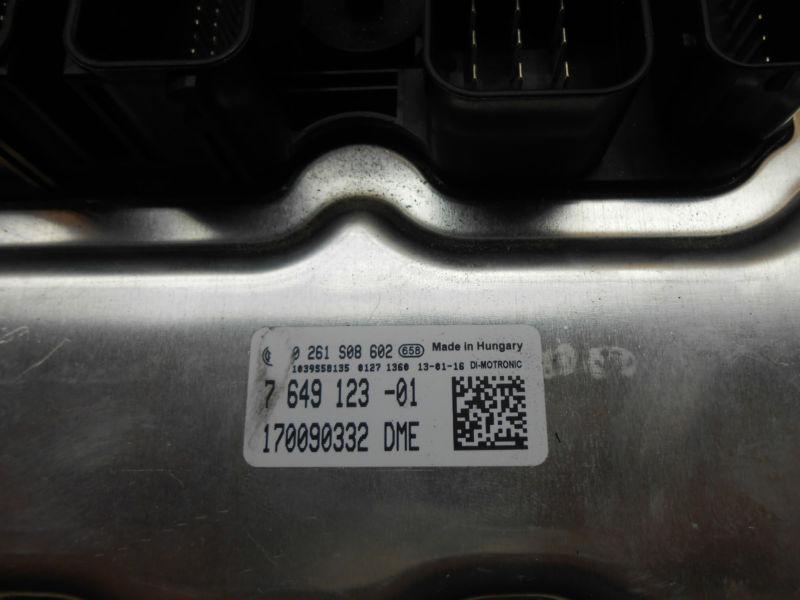 0 261 S08 602 658 Made in Hungary
1039558135 0127 1360 13-01-16 DI-MOTRONIC
7 649 123 -01
170090332 DME